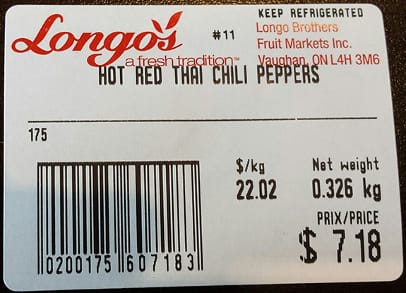 Longo's
a fresh tradition™
#11
KEEP REFRIGERATED
Longo Brothers
Fruit Markets Inc.
Vaughan, ON L4H 3M6
HOT RED THAI CHILI PEPPERS
175
$/kg
22.02
Net weight
0.326 kg
PRIX/PRICE
$ 7.18
0200175 607183